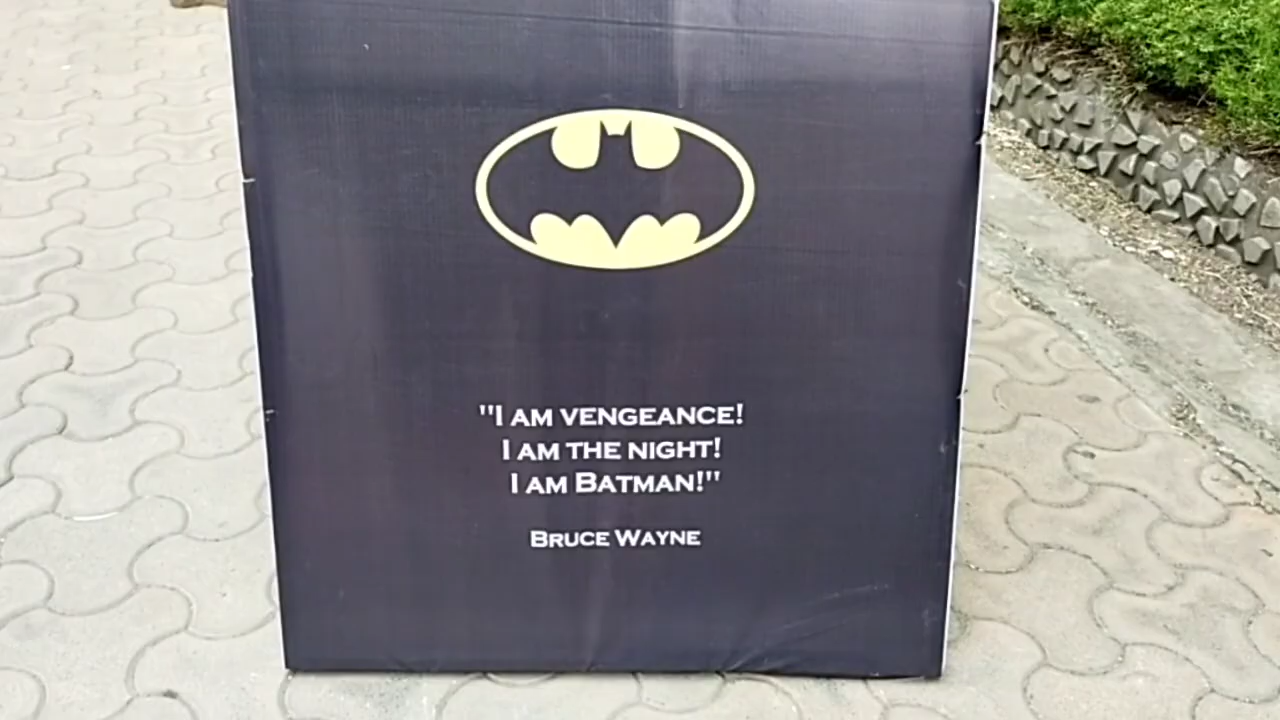 "I AM VENGEANCE!
I AM THE NIGHT!
I AM BATMAN!"
BRUCE WAYNE